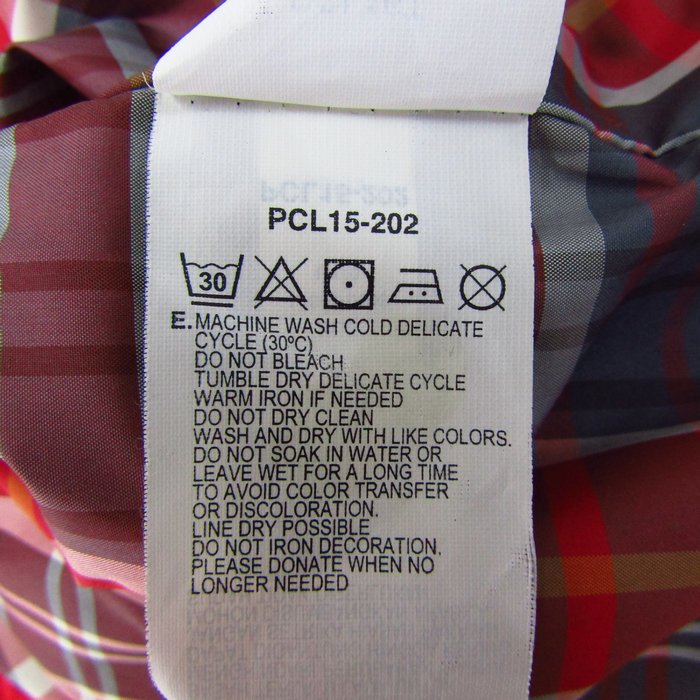 PCL15-202
30
E. MACHINE WASH COLD DELICATE
CYCLE (30ºC)
DO NOT BLEACH
TUMBLE DRY DELICATE CYCLE
WARM IRON IF NEEDED
DO NOT DRY CLEAN
WASH AND DRY WITH LIKE COLORS.
DO NOT SOAK IN WATER OR
LEAVE WET FOR A LONG TIME
TO AVOID COLOR TRANSFER
OR DISCOLORATION.
LINE DRY POSSIBLE
DO NOT IRON DECORATION.
PLEASE DONATE WHEN NO
LONGER NEEDED